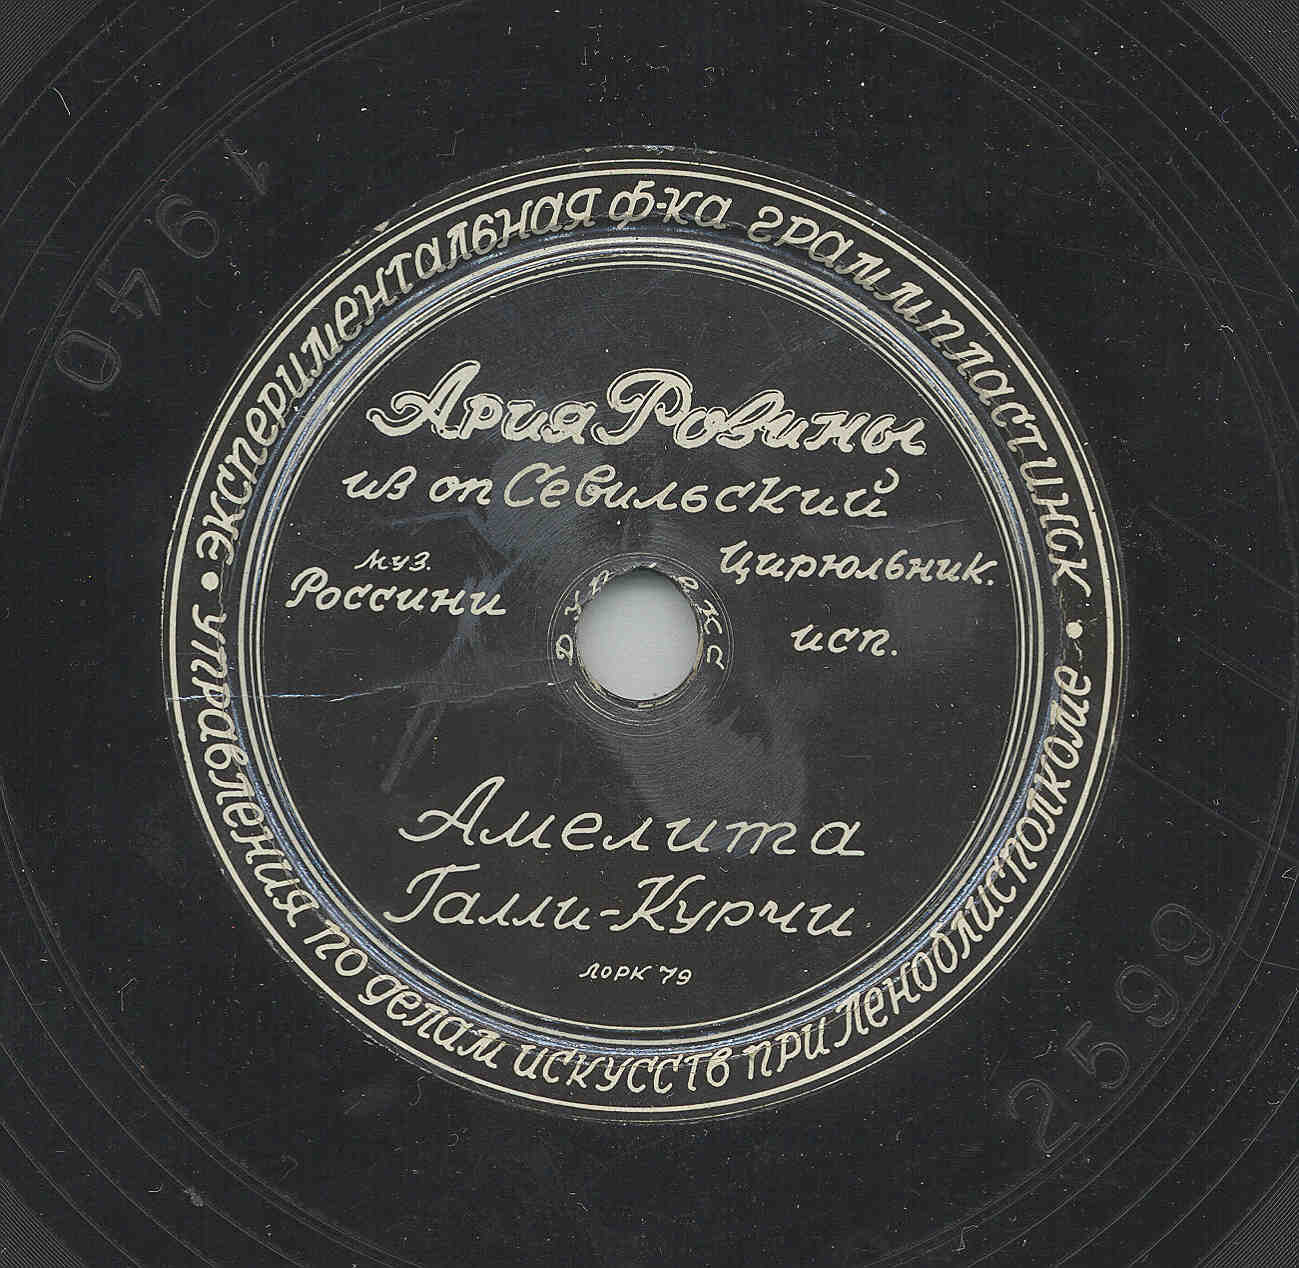 • Экспериментальная ф-ка грампластинок •
управления по делам искусств при Леноблисполкоме
Ария Розины
из оп Севильский
цирюльник.
муз.
Россини
исп.
Амелита
Галли-Курчи.
ЛОРК 79
1940
2599